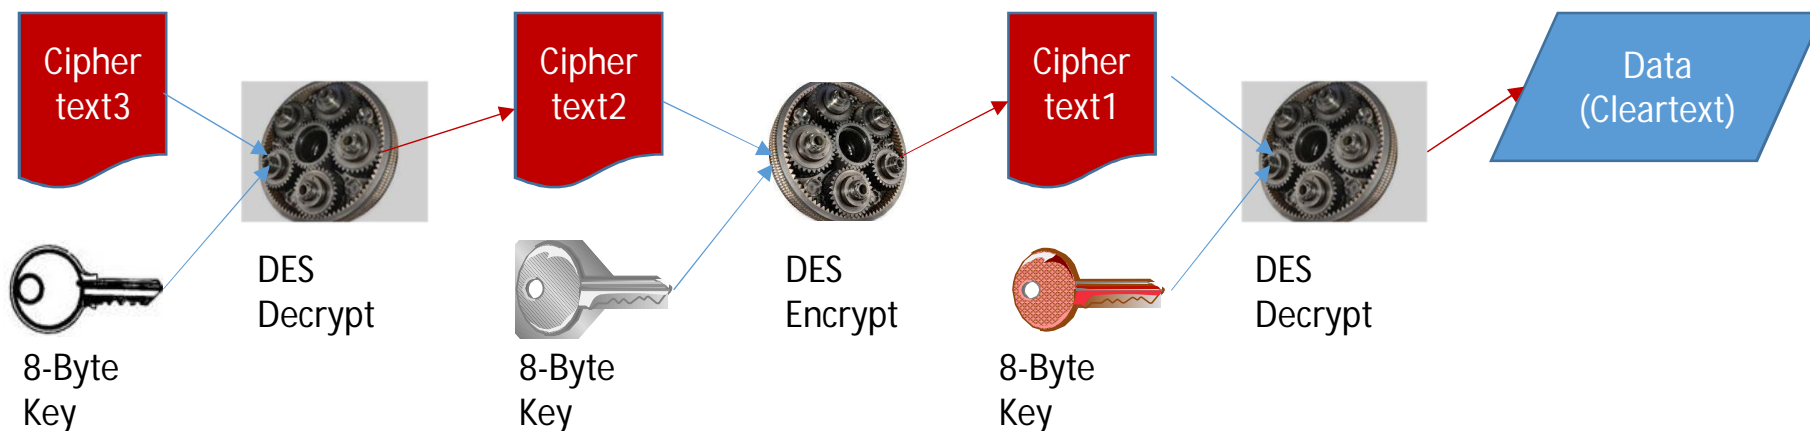 Cipher
text3
Cipher
text2
Cipher
text1
Data
(Cleartext)
DES
Decrypt
DES
Encrypt
DES
Decrypt
8-Byte
Key
8-Byte
Key
8-Byte
Key